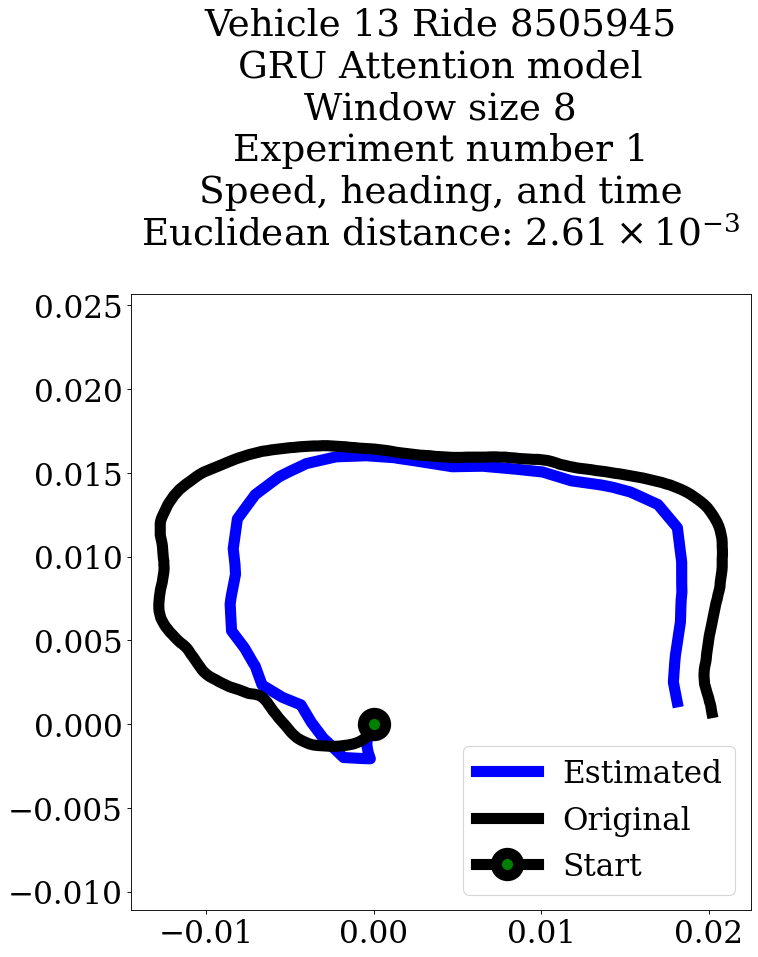 Vehicle 13 Ride 8505945
GRU Attention model
Window size 8
Experiment number 1
Speed, heading, and time
Euclidean distance: 2.61 × 10⁻³
0.025
0.020
0.015
0.010
0.005
0.000
−0.005
−0.010
−0.01 0.00 0.01 0.02
Estimated
Original
Start